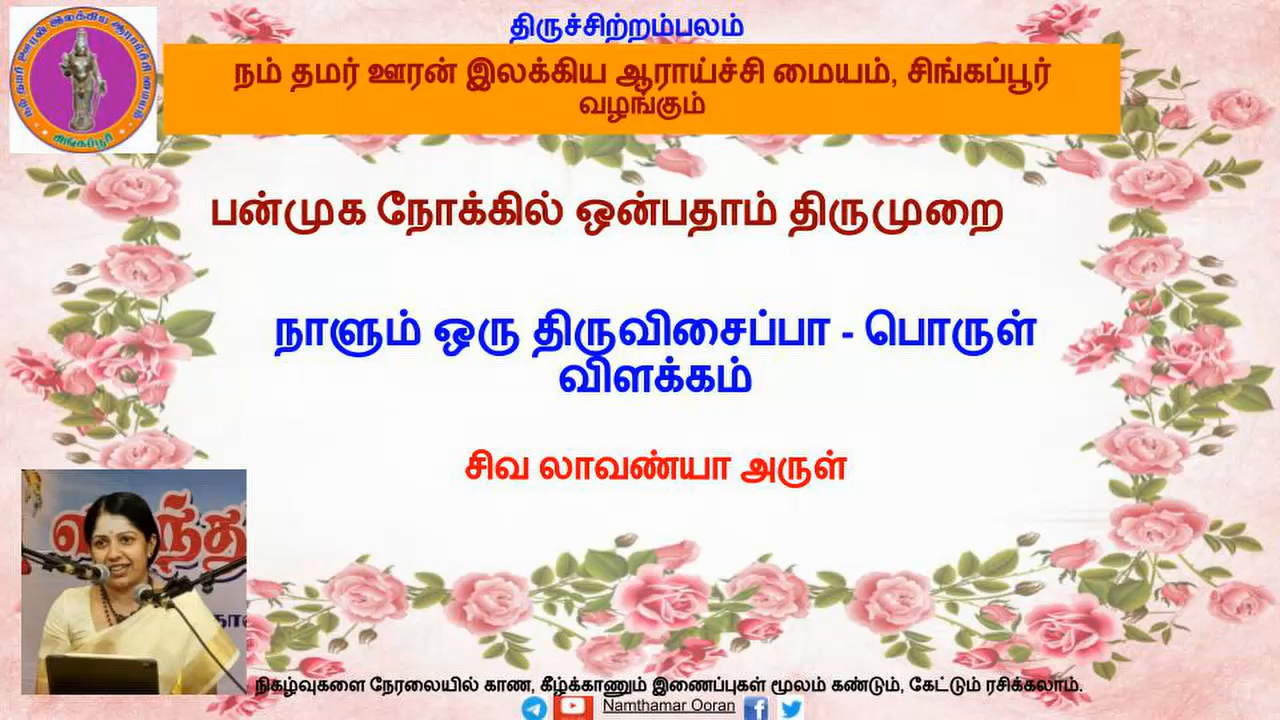 திருச்சிற்றம்பலம்
நம் தமர் ஊரன் இலக்கிய ஆராய்ச்சி மையம், சிங்கப்பூர்
வழங்கும்
பன்முக நோக்கில் ஒன்பதாம் திருமுறை
நாளும் ஒரு திருவிசைப்பா - பொருள்
விளக்கம்
சிவ லாவண்யா அருள்
நிகழ்வுகளை நேரலையில் காண, கீழ்க்காணும் இணைப்புகள் மூலம் கண்டும், கேட்டும் ரசிக்கலாம்.
Namthamar Ooran